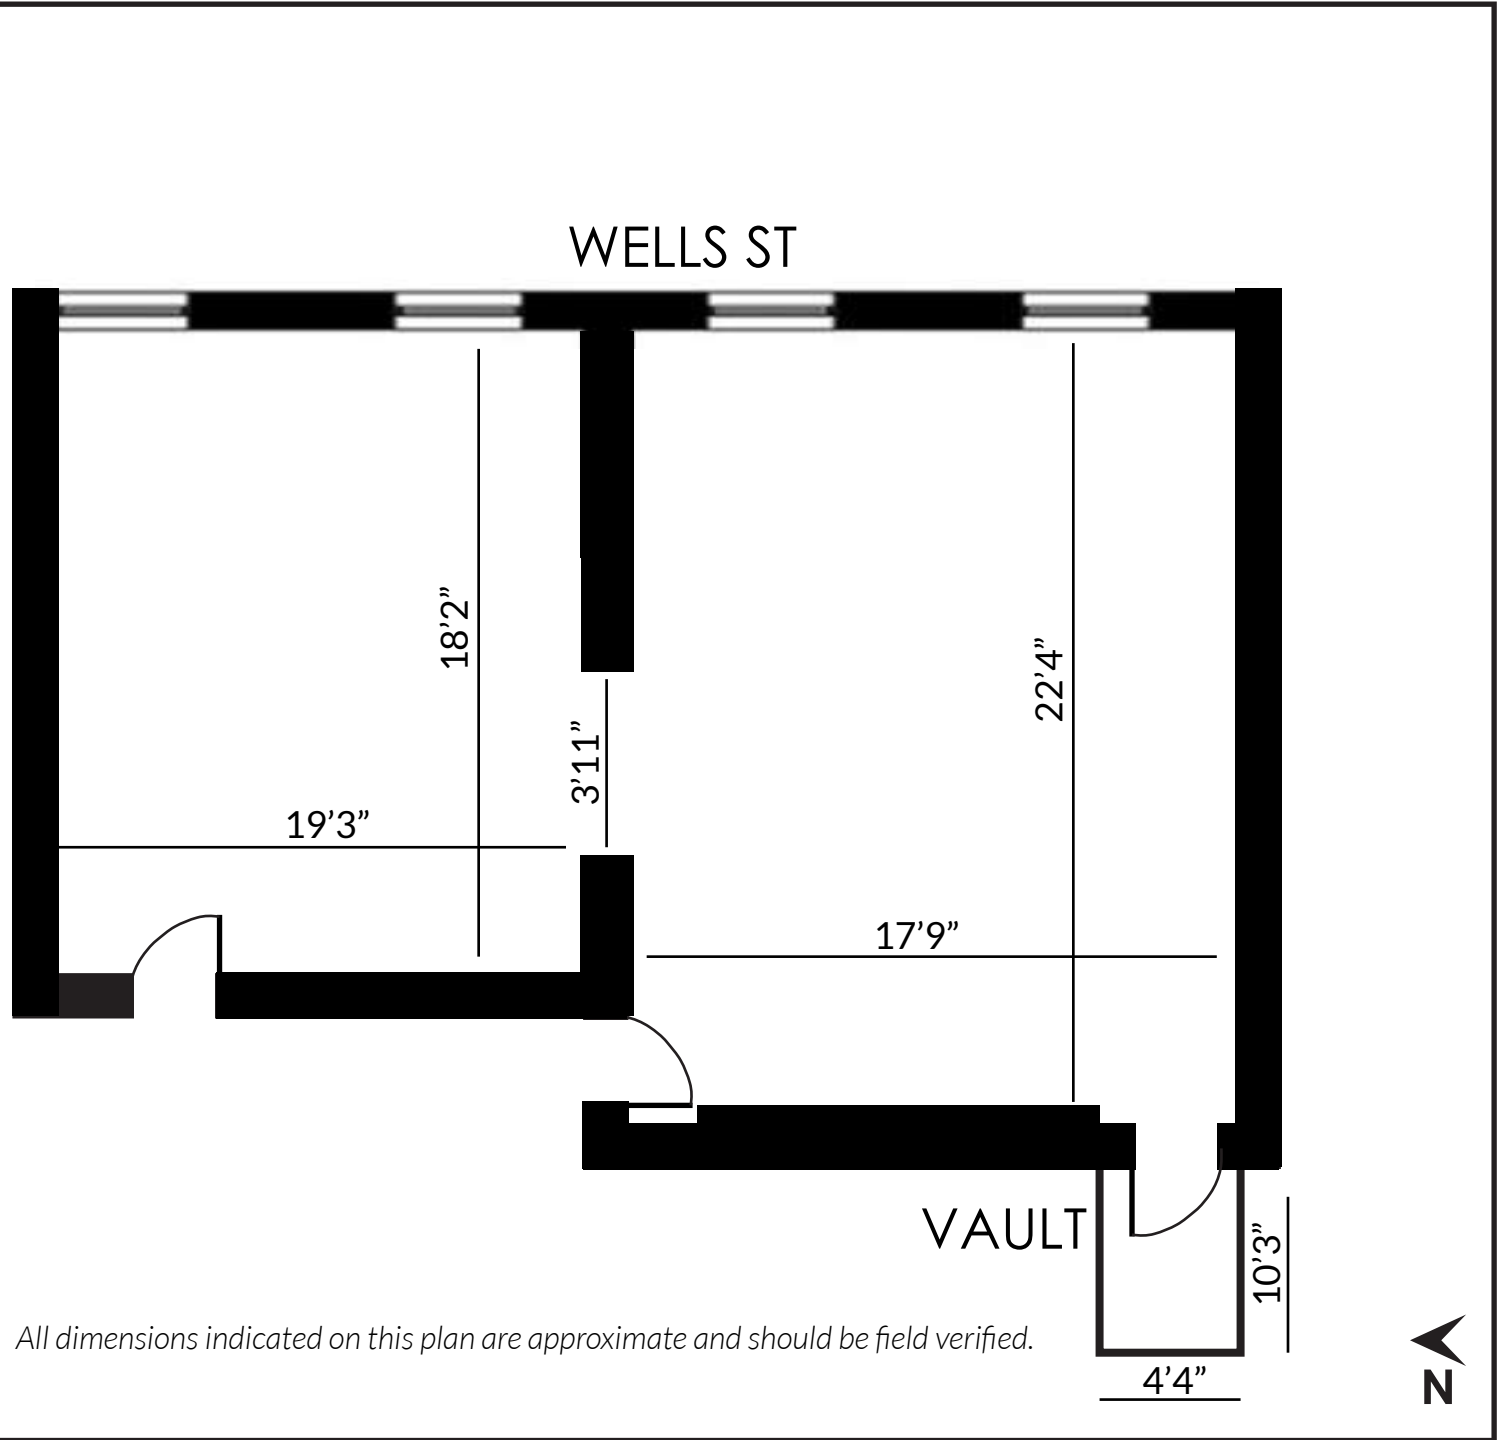 WELLS ST
18’2”
22’4”
3’11”
19’3”
17’9”
VAULT
10’3”
All dimensions indicated on this plan are approximate and should be field verified.
4’4”
N